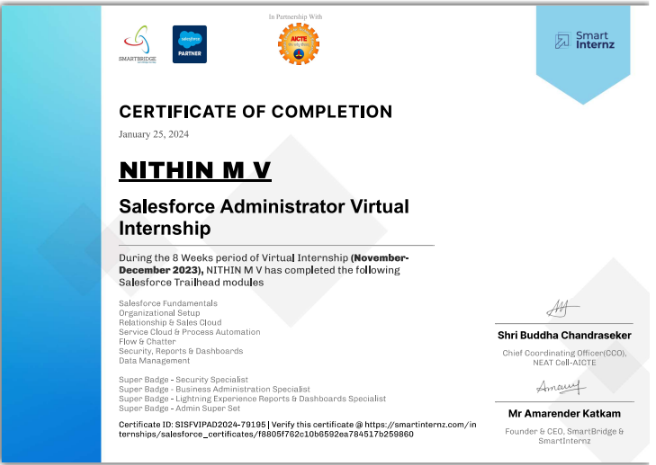 In Partnership With
SMARTBRIDGE
salesforce
PARTNER
AICTE
Smart
Internz
CERTIFICATE OF COMPLETION
January 25, 2024
NITHIN M V
Salesforce Administrator Virtual
Internship
During the 8 Weeks period of Virtual Internship (November-
December 2023), NITHIN M V has completed the following
Salesforce Trailhead modules
Salesforce Fundamentals
Organizational Setup
Relationship & Sales Cloud
Service Cloud & Process Automation
Flow & Chatter
Security, Reports & Dashboards
Data Management
Super Badge - Security Specialist
Super Badge - Business Administration Specialist
Super Badge - Lightning Experience Reports & Dashboards Specialist
Super Badge - Admin Super Set
Certificate ID: SISFVIPAD2024-79195 | Verify this certificate @ https://smartinternz.com/in
ternships/salesforce_certificates/f8805f762c10b6592ea784517b259860
Shri Buddha Chandraseker
Chief Coordinating Officer(CCO),
NEAT Cell-AICTE
Mr Amarender Katkam
Founder & CEO, SmartBridge &
SmartInternz